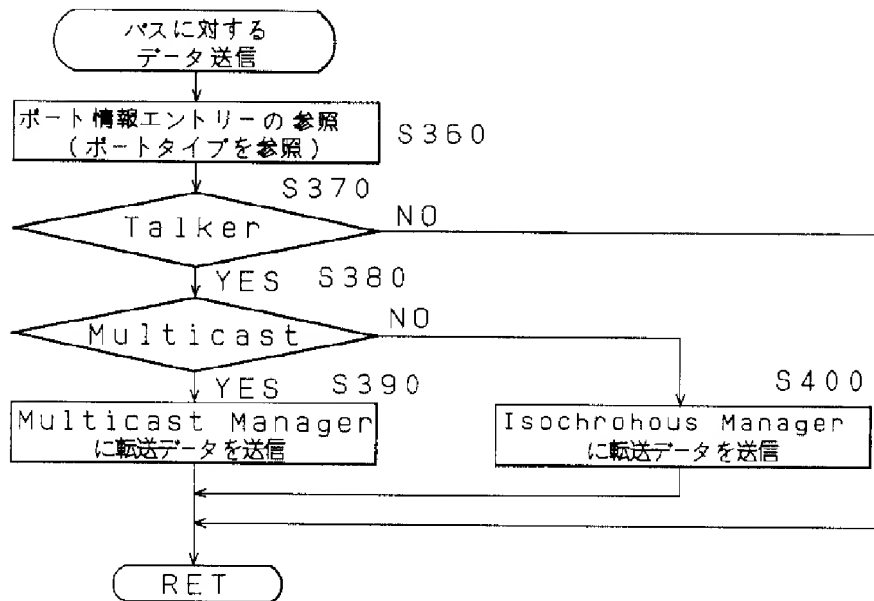 パスに対する
データ送信
ポート情報エントリーの参照
(ポートタイプを参照)
S360
S370
Talker
NO
YES
S380
Multicast
NO
YES
S390
S400
Multicast Manager
に転送データを送信
Isochrohous Manager
に転送データを送信
RET